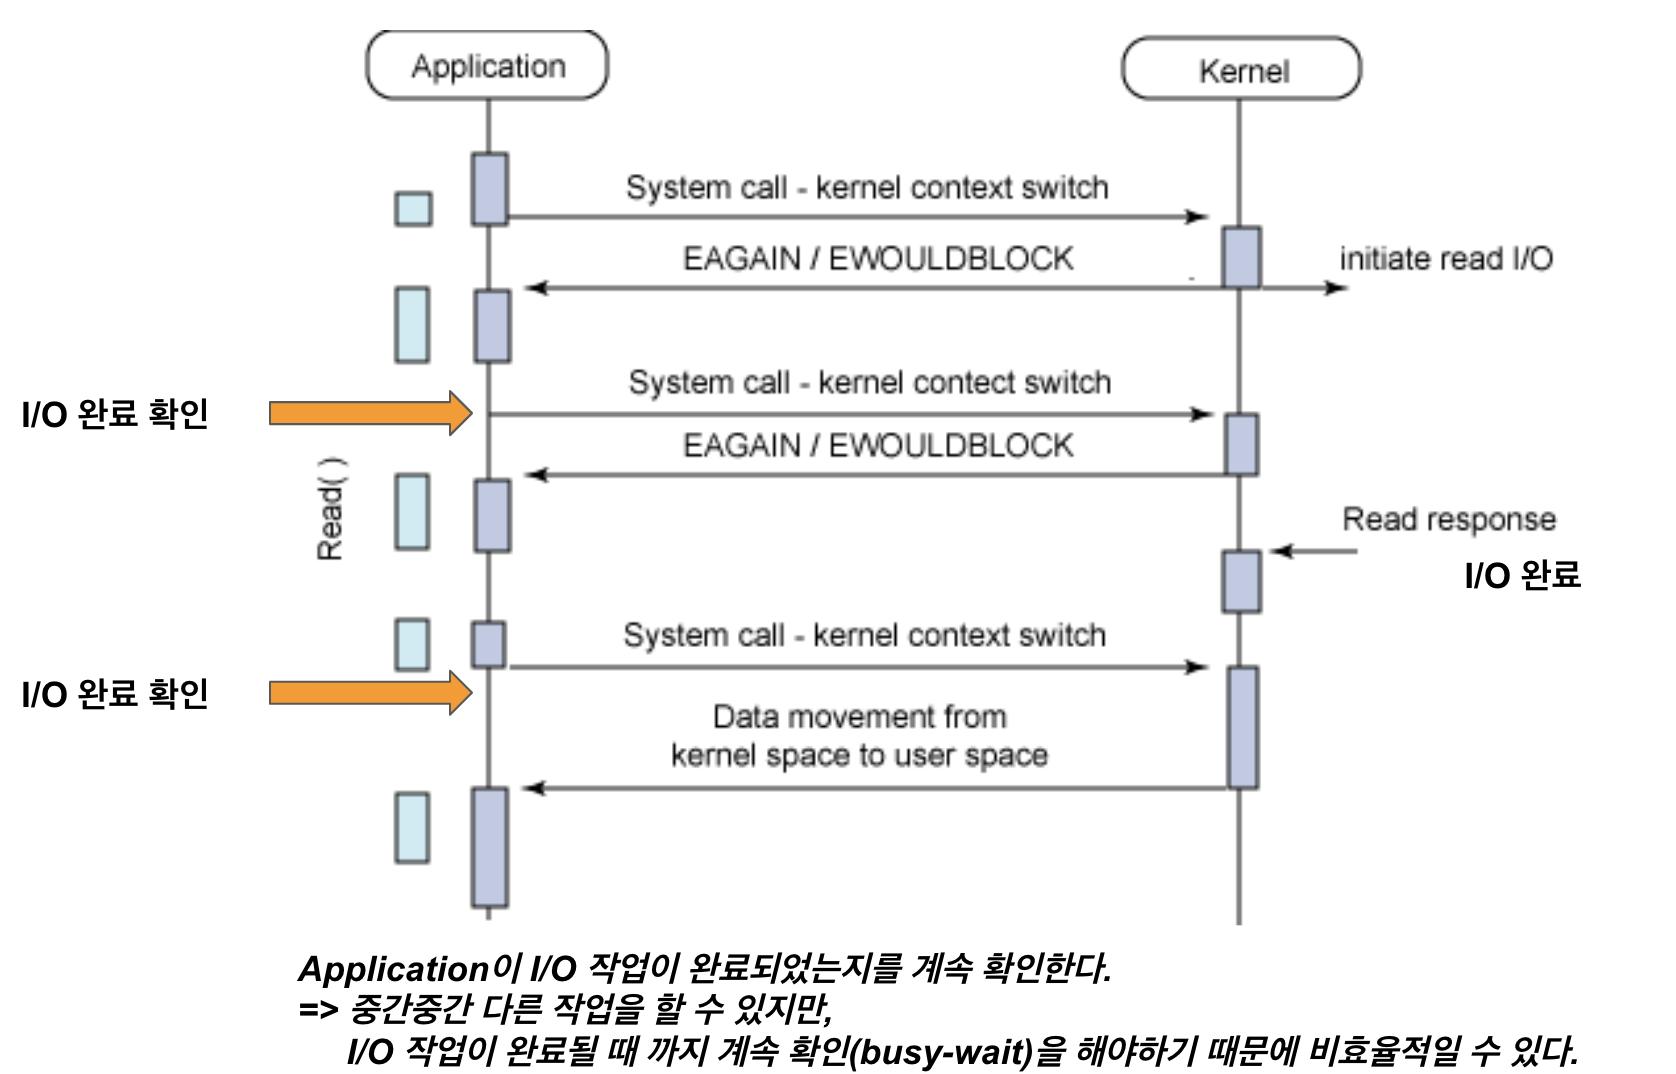 Application
Kernel
System call - kernel context switch
EAGAIN / EWOULDBLOCK
initiate read I/O
System call - kernel contect switch
I/O 완료 확인
EAGAIN / EWOULDBLOCK
Read( )
Read response
I/O 완료
System call - kernel context switch
I/O 완료 확인
Data movement from
kernel space to user space
Application이 I/O 작업이 완료되었는지를 계속 확인한다.
=> 중간중간 다른 작업을 할 수 있지만,
I/O 작업이 완료될 때 까지 계속 확인(busy-wait)을 해야하기 때문에 비효율적일 수 있다.